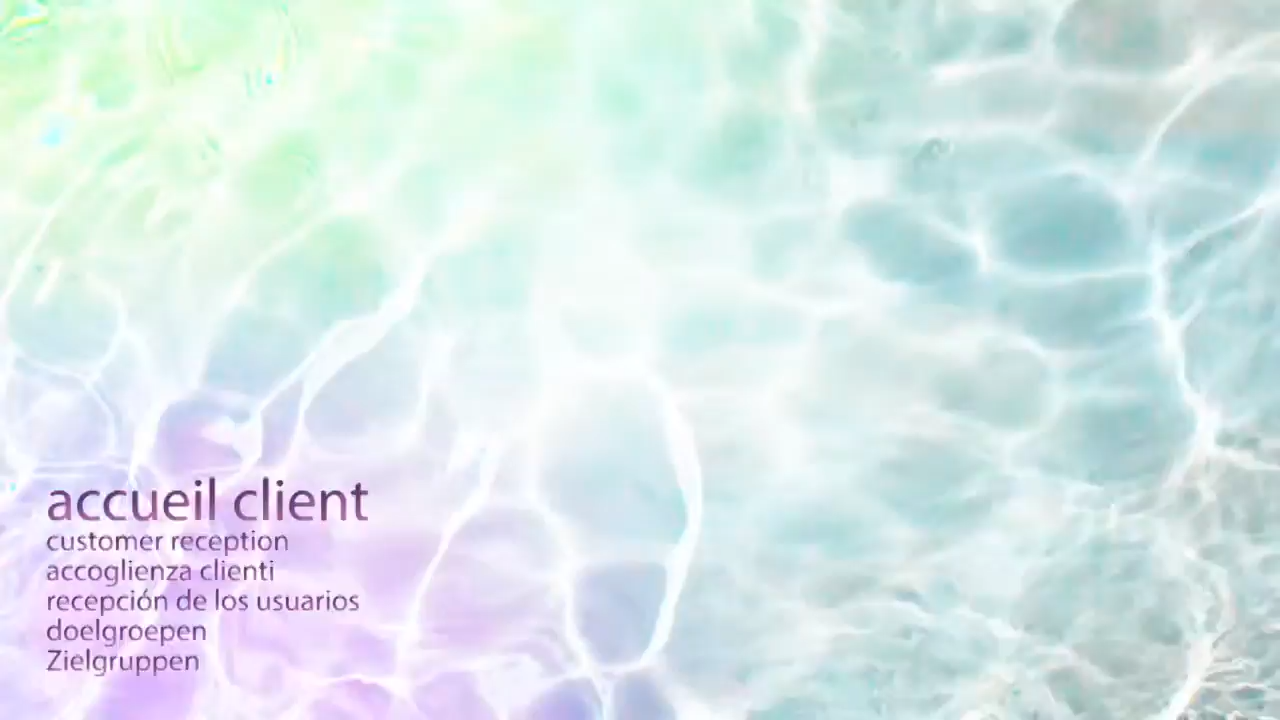 accueil client
customer reception
accoglienza clienti
recepción de los usuarios
doelgroepen
Zielgruppen